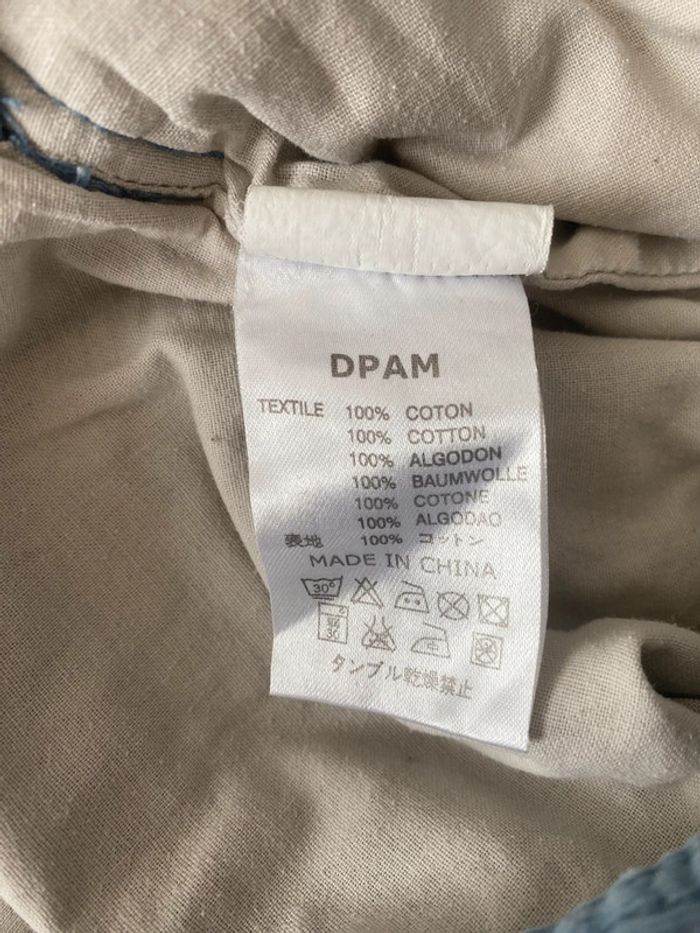 DPAM
TEXTILE 100% COTON
100% COTTON
100% ALGODON
100% BAUMWOLLE
100% COTONE
100% ALGODAO
表地 100% コットン
MADE IN CHINA
30°
タンブル乾燥禁止